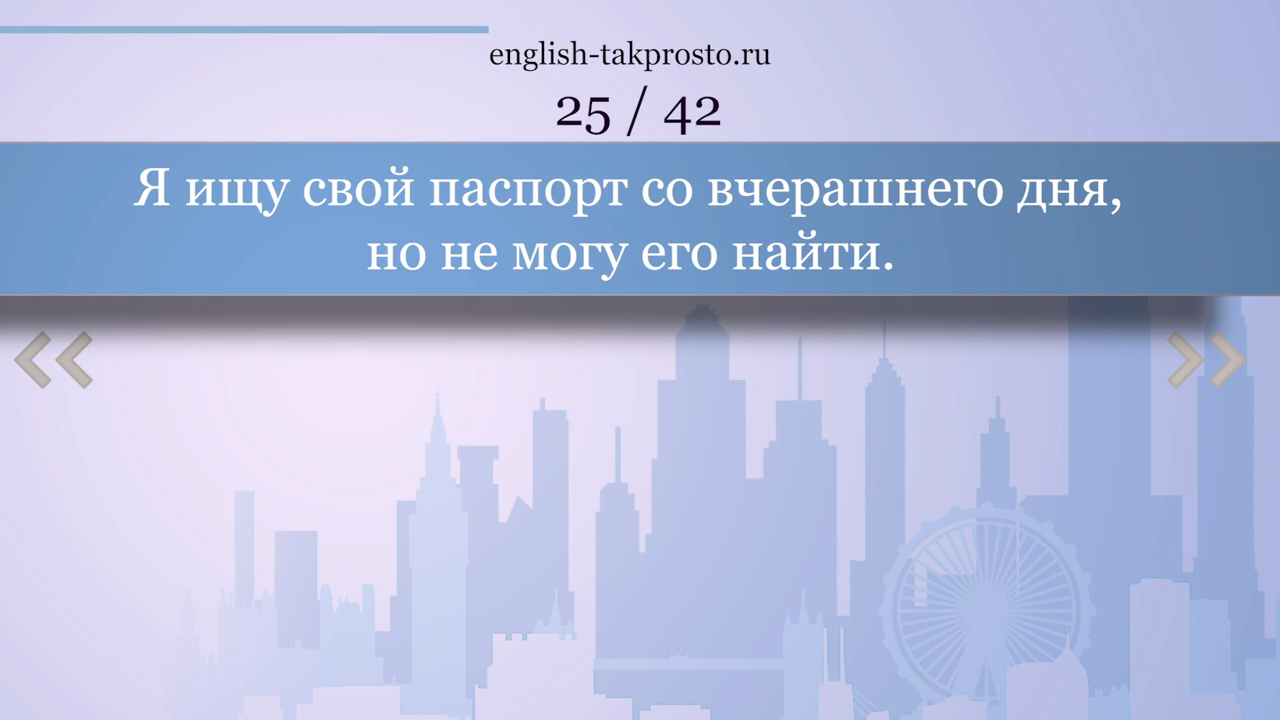 english-takprosto.ru
25 / 42
Я ищу свой паспорт со вчерашнего дня,
но не могу его найти.